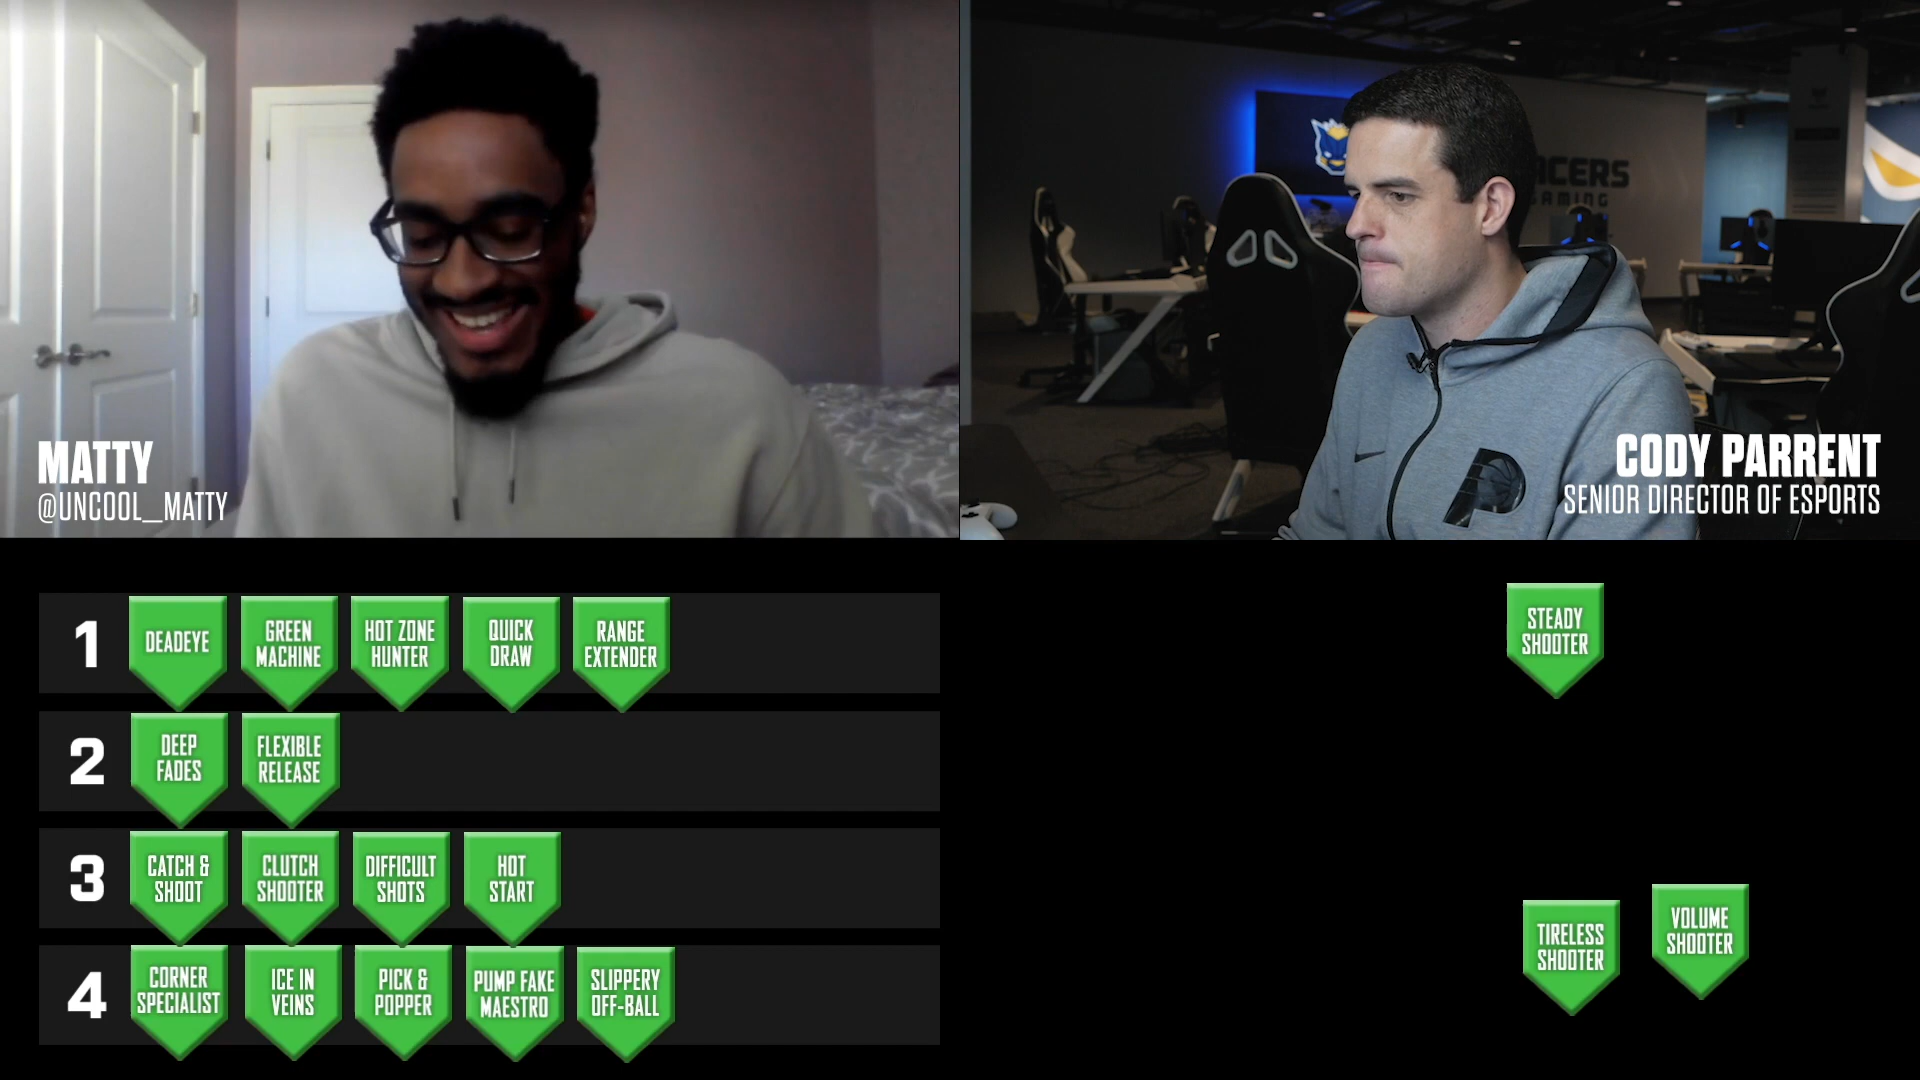 MATTY
@UNCOOL_MATTY
ACERS
GAMING
CODY PARRENT
SENIOR DIRECTOR OF ESPORTS
1
DEADEYE
GREEN
MACHINE
HOT ZONE
HUNTER
QUICK
DRAW
RANGE
EXTENDER
2
DEEP
FADES
FLEXIBLE
RELEASE
3
CATCH &
SHOOT
CLUTCH
SHOOTER
DIFFICULT
SHOTS
HOT
START
4
CORNER
SPECIALIST
ICE IN
VEINS
PICK &
POPPER
PUMP FAKE
MAESTRO
SLIPPERY
OFF-BALL
STEADY
SHOOTER
TIRELESS
SHOOTER
VOLUME
SHOOTER